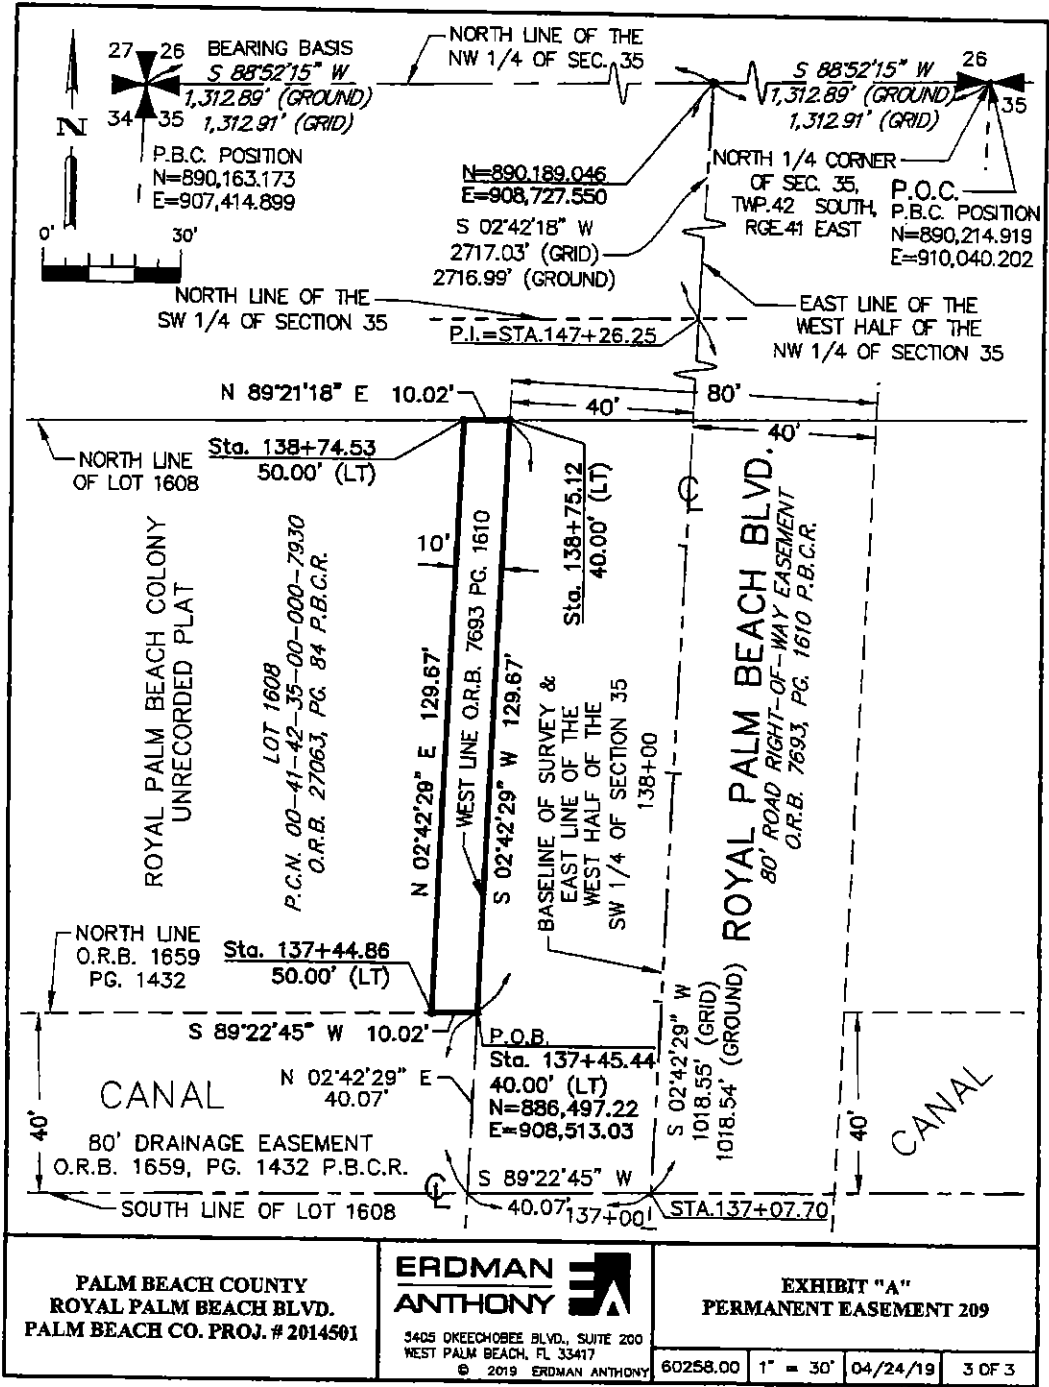 27 26
34 35
BEARING BASIS
S 88°52'15" W
1,312.89' (GROUND)
1,312.91' (GRID)
P.B.C. POSITION
N=890,163.173
E=907,414.899
N
0' 30'
NORTH LINE OF THE
NW 1/4 OF SEC. 35
S 88°52'15" W
1,312.89' (GROUND)
1,312.91' (GRID)
26
35
N=890,189.046
E=908,727.550
S 02°42'18" W
2717.03' (GRID)
2716.99' (GROUND)
NORTH 1/4 CORNER
OF SEC. 35,
TWP.42 SOUTH,
RGE.41 EAST
P.O.C.
P.B.C. POSITION
N=890,214.919
E=910,040.202
NORTH LINE OF THE
SW 1/4 OF SECTION 35
P.I.=STA.147+26.25
EAST LINE OF THE
WEST HALF OF THE
NW 1/4 OF SECTION 35
N 89°21'18" E 10.02'
80'
40'
40'
Sta. 138+74.53
50.00' (LT)
NORTH LINE
OF LOT 1608
Sta. 138+75.12
40.00' (LT)
CL
10'
ROYAL PALM BEACH COLONY
UNRECORDED PLAT
LOT 1608
P.C.N. 00-41-42-35-00-000-7930
O.R.B. 27063, PG. 84 P.B.C.R.
N 02°42'29" E 129.67'
WEST LINE O.R.B. 7693 PG. 1610
S 02°42'29" W 129.67'
BASELINE OF SURVEY &
EAST LINE OF THE
WEST HALF OF THE
SW 1/4 OF SECTION 35
138+00
ROYAL PALM BEACH BLVD.
80' ROAD RIGHT-OF-WAY EASEMENT
O.R.B. 7693, PG. 1610 P.B.C.R.
NORTH LINE
O.R.B. 1659
PG. 1432
Sta. 137+44.86
50.00' (LT)
S 89°22'45" W 10.02'
P.O.B.
Sta. 137+45.44
40.00' (LT)
N=886,497.22
E=908,513.03
N 02°42'29" E
40.07'
S 02°42'29" W
1018.55' (GRID)
1018.54' (GROUND)
40'
CANAL
80' DRAINAGE EASEMENT
O.R.B. 1659, PG. 1432 P.B.C.R.
40'
CANAL
CL
S 89°22'45" W
40.07'
137+00
STA.137+07.70
SOUTH LINE OF LOT 1608
PALM BEACH COUNTY
ROYAL PALM BEACH BLVD.
PALM BEACH CO. PROJ. # 2014501
ERDMAN
ANTHONY
5405 OKEECHOBEE BLVD., SUITE 200
WEST PALM BEACH, FL 33417
© 2019 ERDMAN ANTHONY
EXHIBIT "A"
PERMANENT EASEMENT 209
60258.00 1" = 30' 04/24/19 3 OF 3